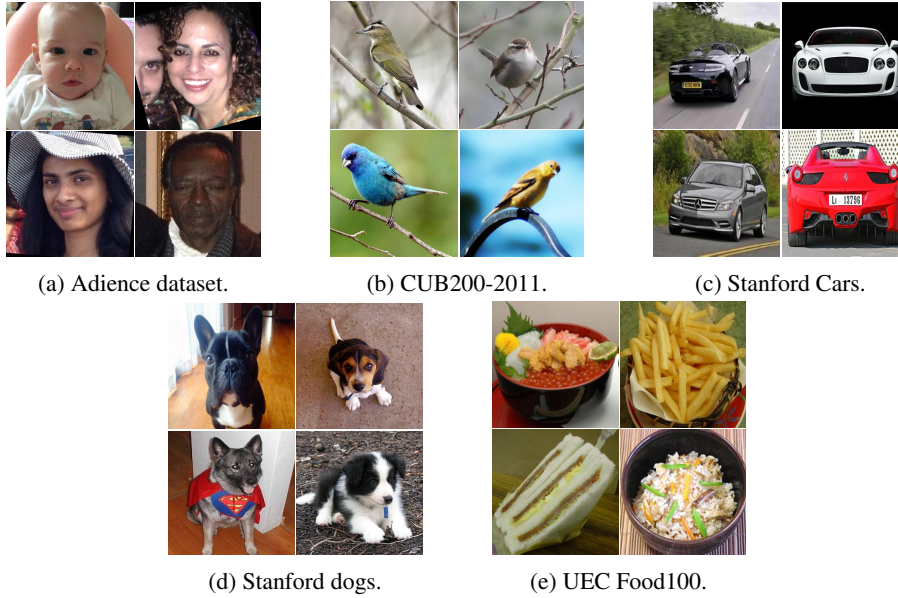 (a) Adience dataset.
(b) CUB200-2011.
(c) Stanford Cars.
(d) Stanford dogs.
(e) UEC Food100.